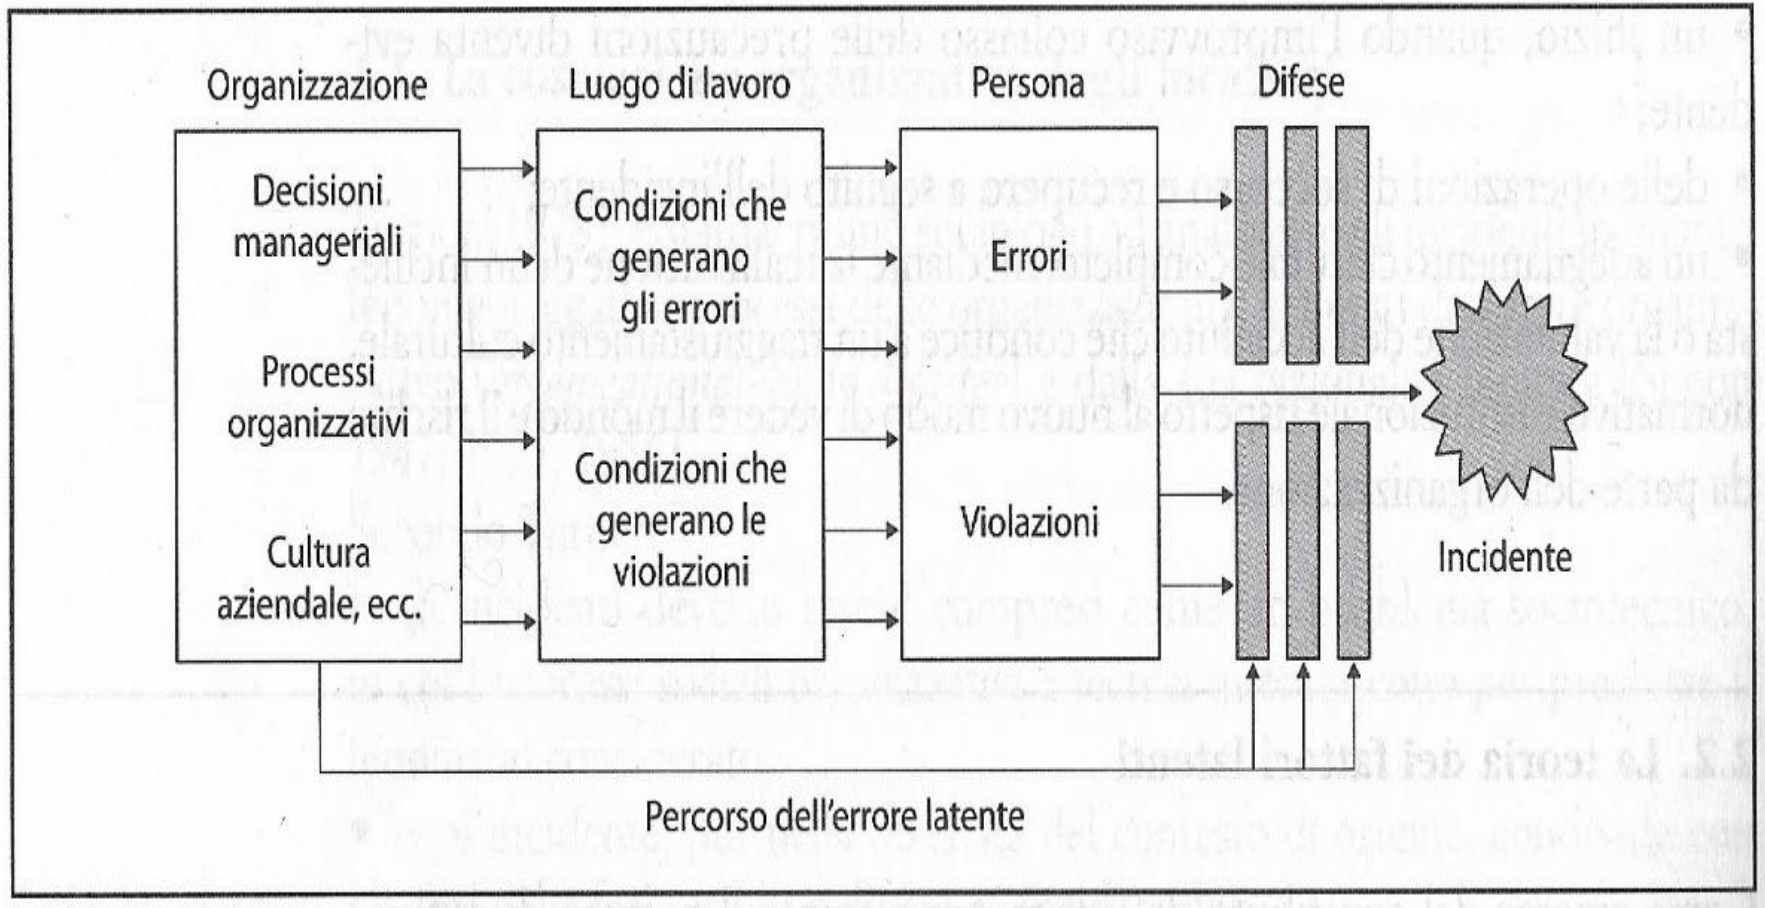 Organizzazione
Decisioni
manageriali
Processi
organizzativi
Cultura
aziendale, ecc.
Luogo di lavoro
Condizioni che
generano
gli errori
Condizioni che
generano le
violazioni
Persona
Errori
Violazioni
Difese
Incidente
Percorso dell'errore latente